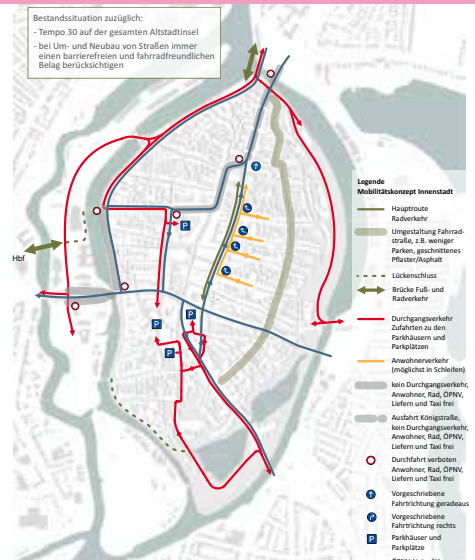 Bestandssituation zuzüglich:
- Tempo 30 auf der gesamten Altstadtinsel
- bei Um- und Neubau von Straßen immer
einen barrierefreien und fahrradfreundlichen
Belag berücksichtigen
Hbf
P
P
P
P
Legende
Mobilitätskonzept Innenstadt
Hauptroute
Radverkehr
Umgestaltung Fahrrad-
straße, z.B. weniger
Parken, geschnittenes
Pflaster/Asphalt
Lückenschluss
Brücke Fuß- und
Radverkehr
Durchgangsverkehr
Zufahrten zu den
Parkhäusern und
Parkplätzen
Anwohnerverkehr
(möglichst in Schleifen)
kein Durchgangsverkehr,
Anwohner, Rad, ÖPNV,
Liefern und Taxi frei
Ausfahrt Königstraße,
kein Durchgangsverkehr,
Anwohner, Rad, ÖPNV,
Liefern und Taxi frei
Durchfahrt verboten
Anwohner, Rad, ÖPNV,
Liefern und Taxi frei
Vorgeschriebene
Fahrtrichtung geradeaus
Vorgeschriebene
Fahrtrichtung rechts
P
Parkhäuser und
Parkplätze